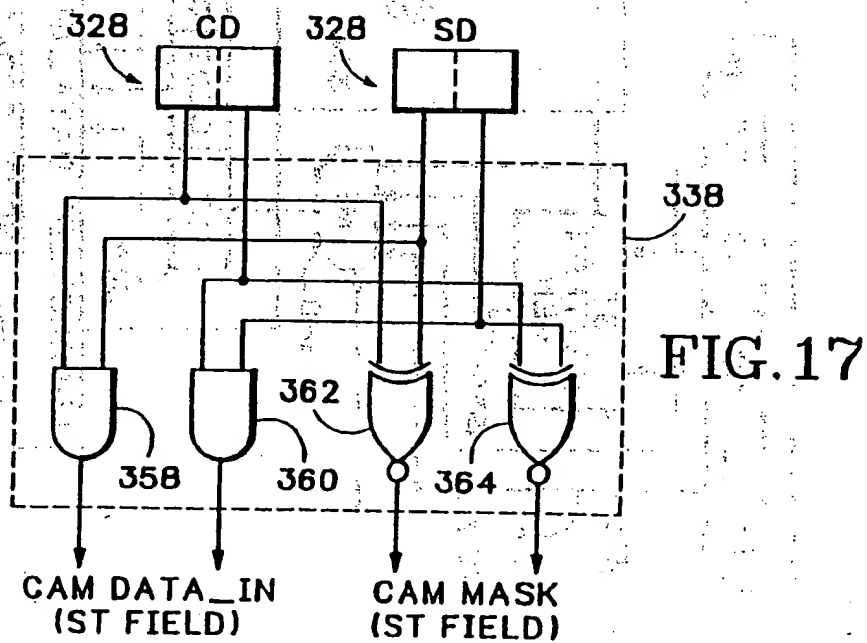 328 CD 328 SD
338
FIG.17
362
358 360 364
CAM DATA_IN
(ST FIELD)
CAM MASK
(ST FIELD)